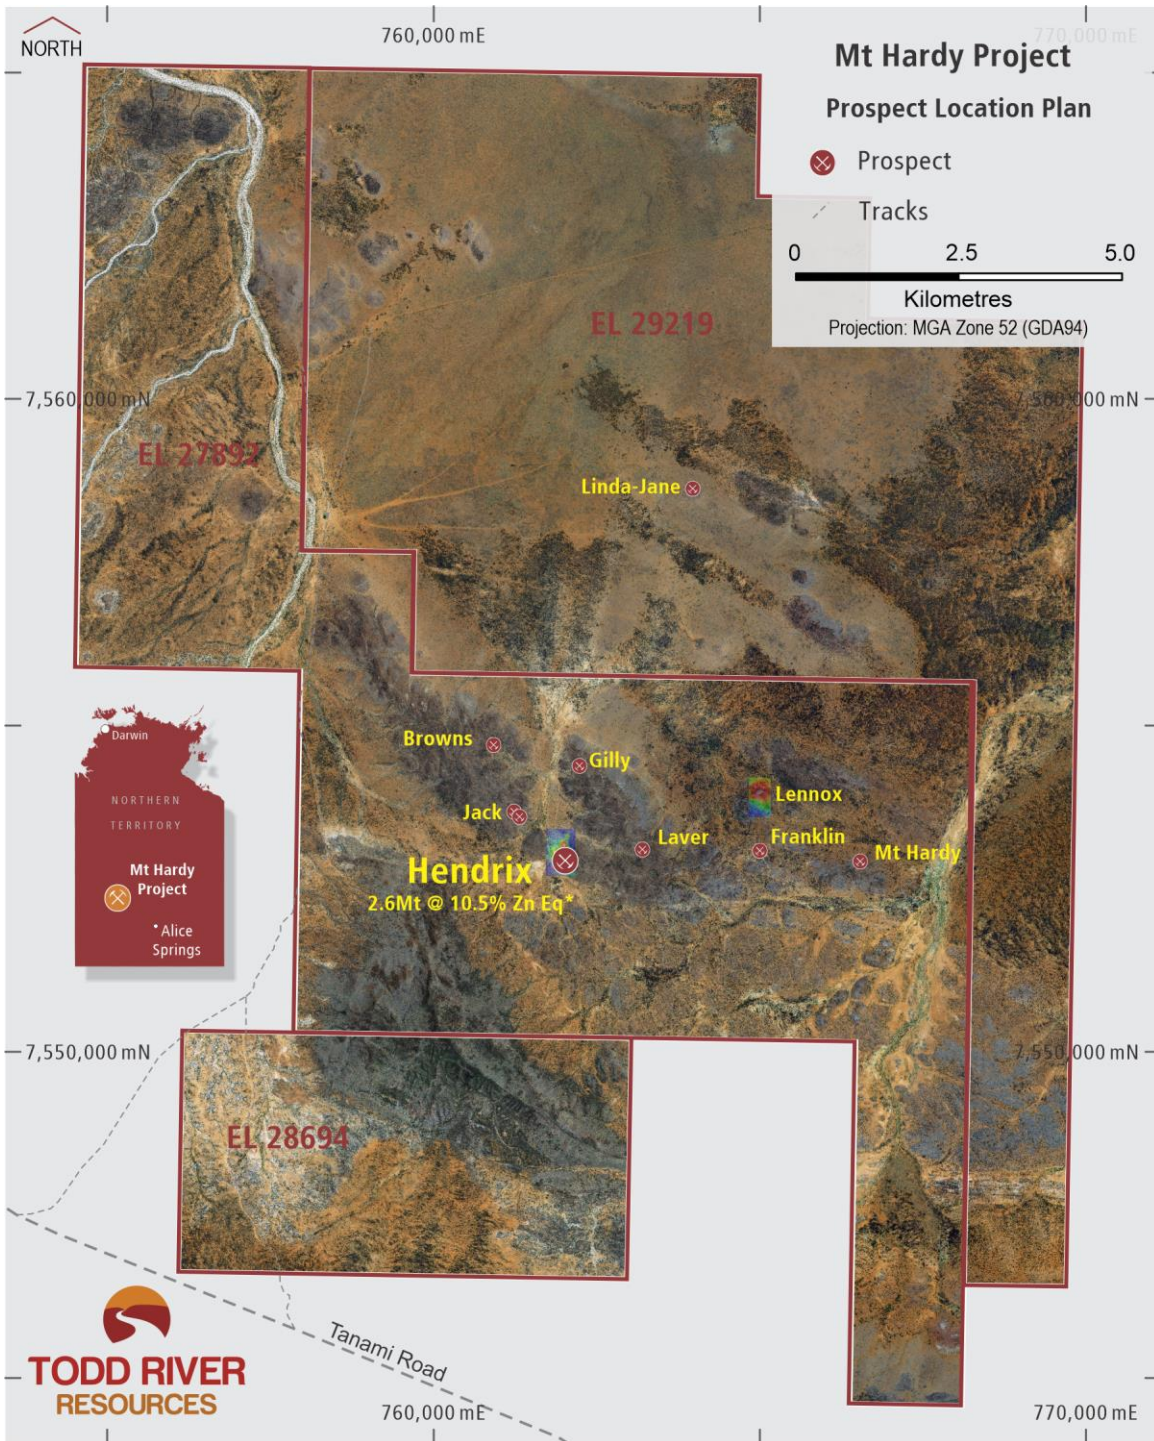 NORTH
760,000 mE
770,000 mE
Mt Hardy Project
Prospect Location Plan
Prospect
Tracks
0 2.5 5.0
Kilometres
Projection: MGA Zone 52 (GDA94)
EL 29219
7,560,000 mN
7,560,000 mN
EL 27892
Linda-Jane
Browns
Gilly
Jack
Lennox
Laver
Franklin
Mt Hardy
Hendrix
2.6Mt @ 10.5% Zn Eq*
Darwin
NORTHERN
TERRITORY
Mt Hardy
Project
Alice
Springs
7,550,000 mN
7,550,000 mN
EL 28694
Tanami Road
TODD RIVER
RESOURCES
760,000 mE
770,000 mE